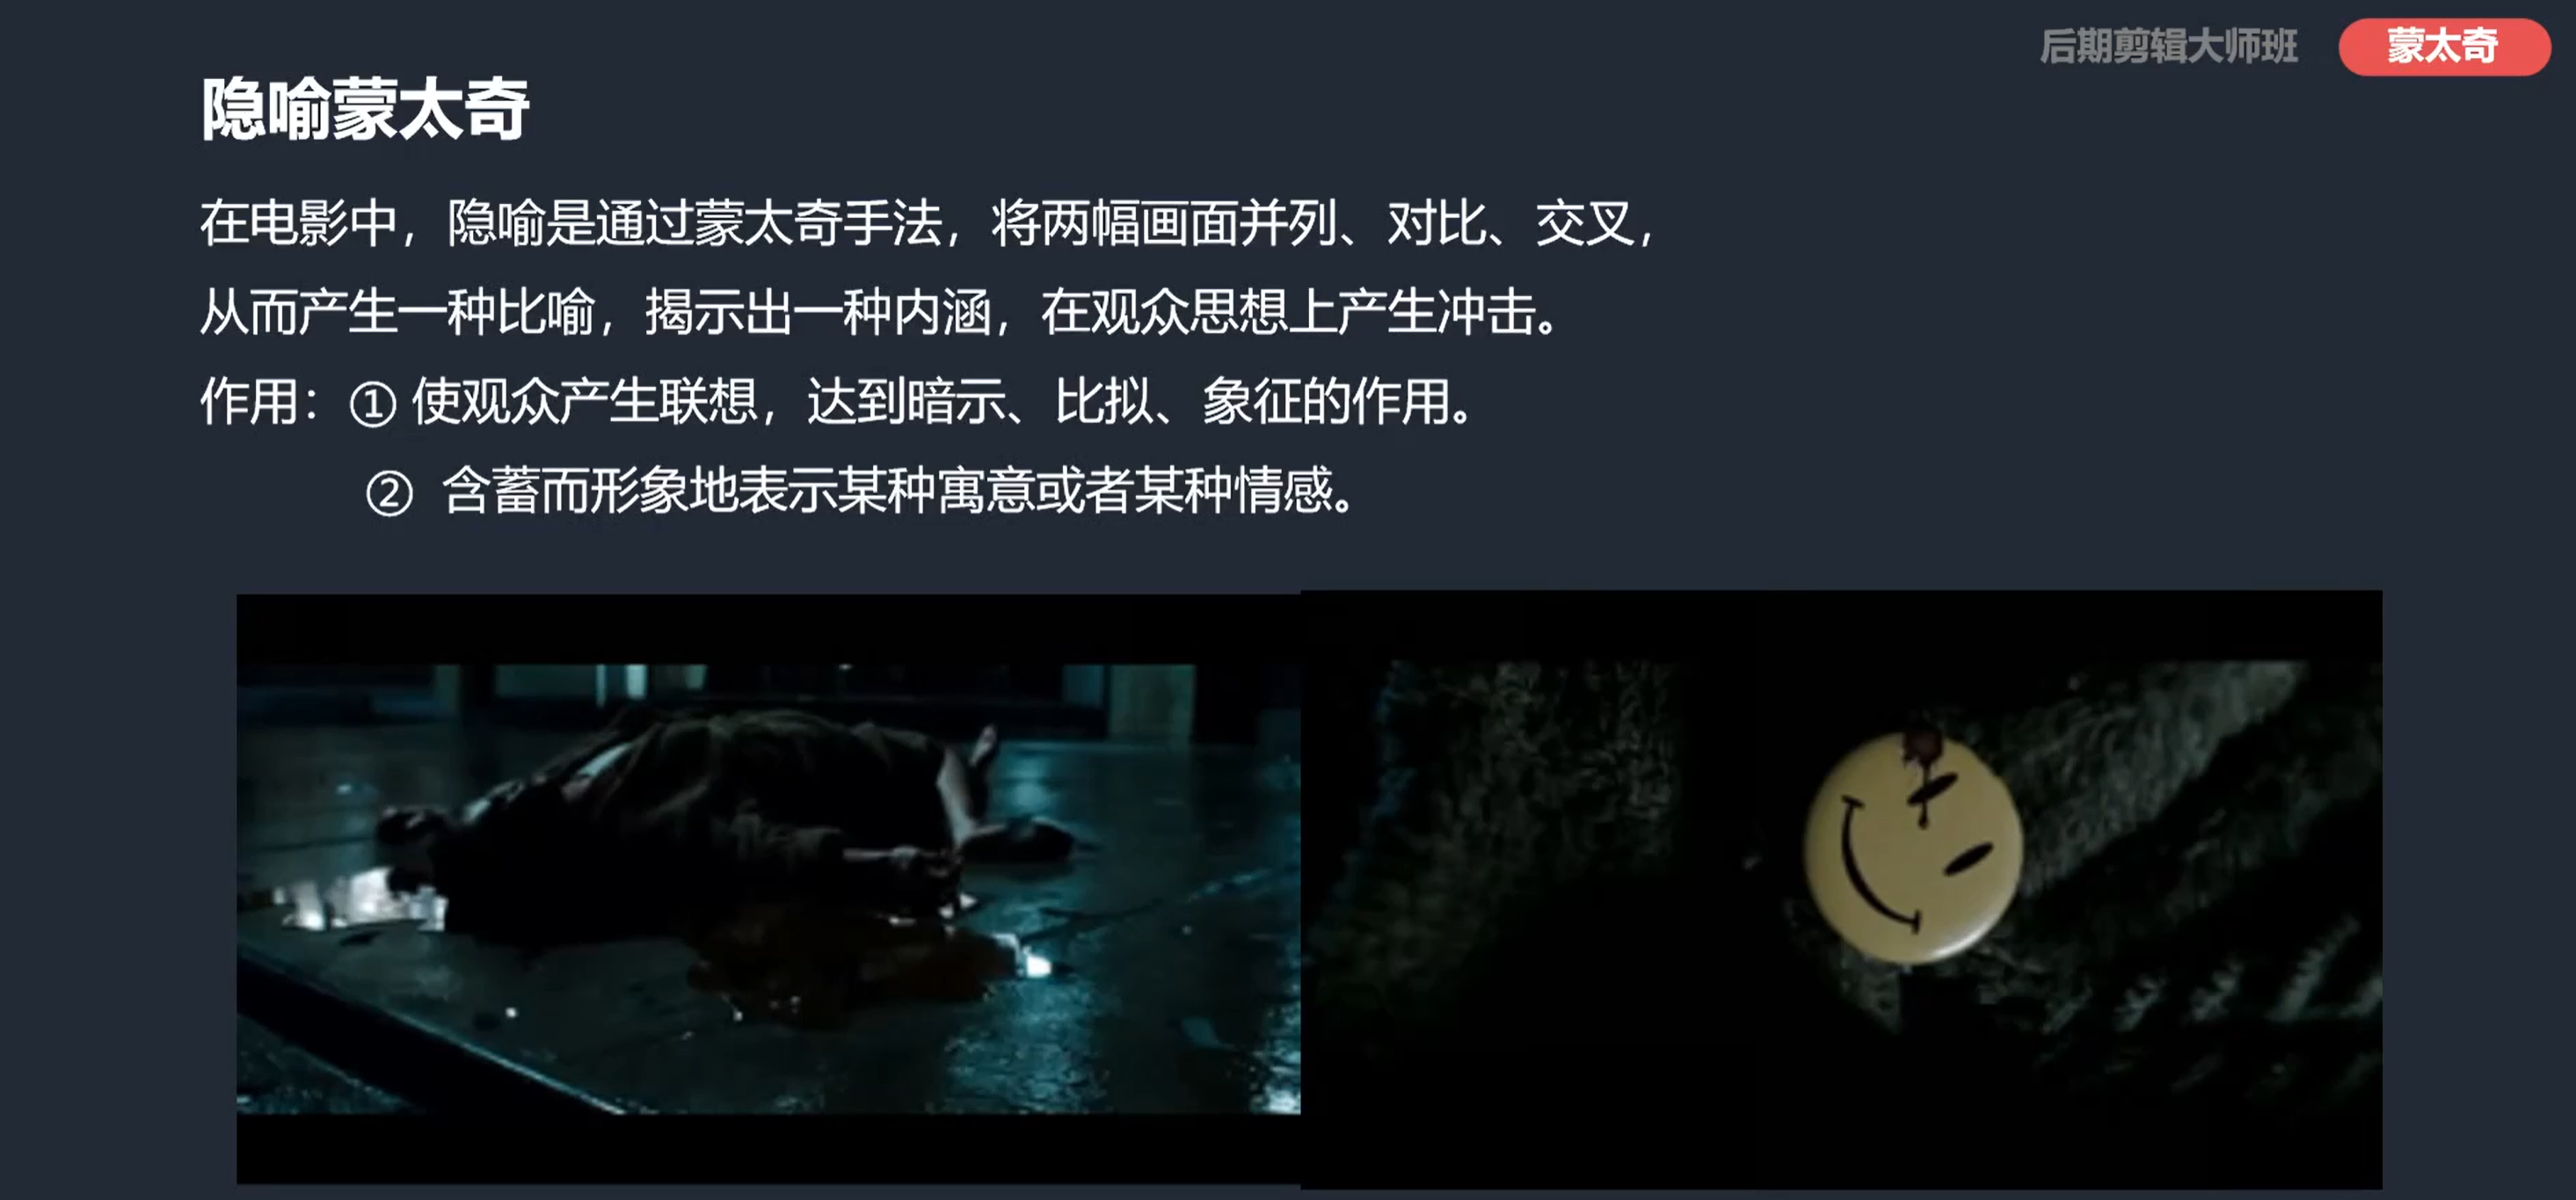 后期剪辑大师班 蒙太奇
隐喻蒙太奇
在电影中，隐喻是通过蒙太奇手法，将两幅画面并列、对比、交叉，
从而产生一种比喻，揭示出一种内涵，在观众思想上产生冲击。
作用：① 使观众产生联想，达到暗示、比拟、象征的作用。
② 含蓄而形象地表示某种寓意或者某种情感。